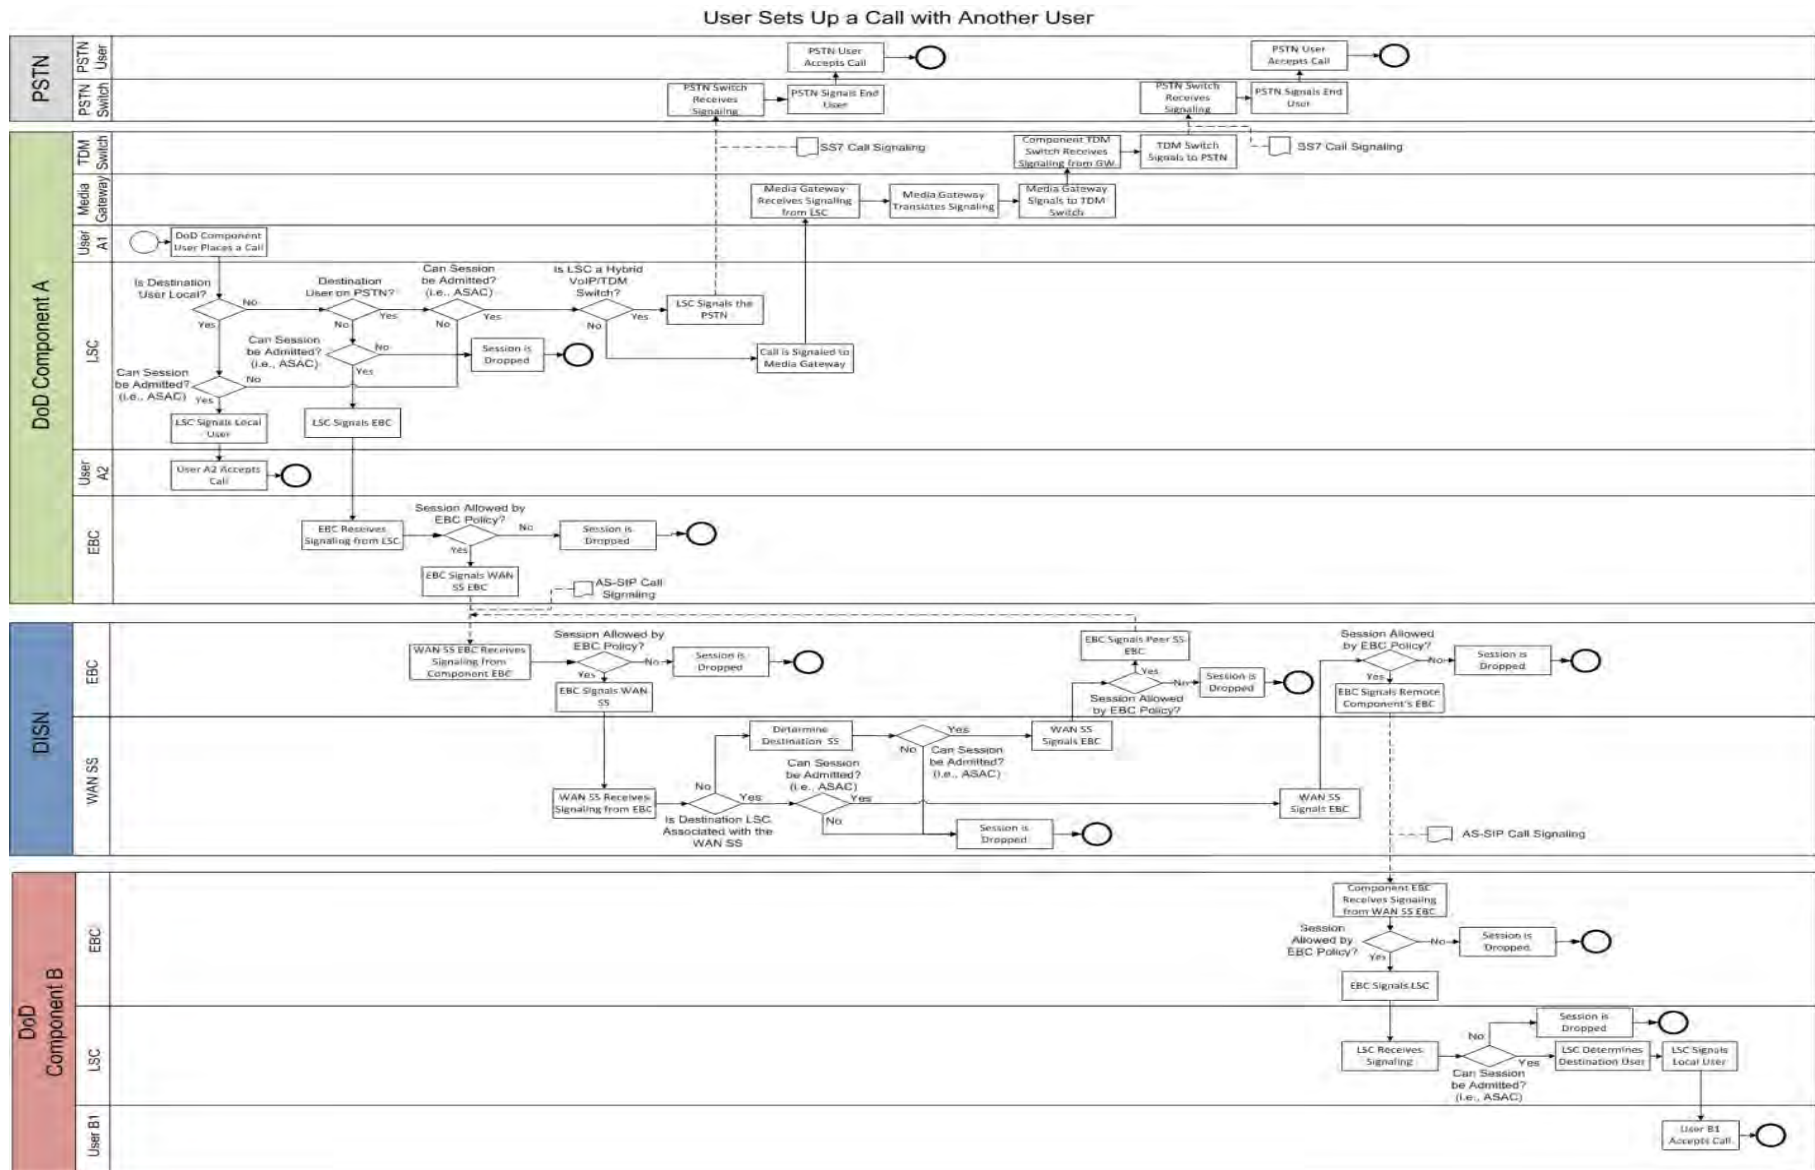 User Sets Up a Call with Another User
PSTN
PSTN
User
PSTN User
Accepts Call
PSTN User
Accepts Call
PSTN
Switch
PSTN Switch
Receives
Signaling
PSTN Signals End
User
PSTN Switch
Receives
Signaling
PSTN Signals End
User
DoD Component A
TDM
Switch
SS7 Call Signaling
Component TDM
Switch Receives
Signaling from GW
TDM Switch
Signals to PSTN
SS7 Call Signaling
Media
Gateway
Media Gateway
Receives Signaling
from LSC
Media Gateway
Translates Signaling
Media Gateway
Signals to TDM
Switch
User
A1
DoD Component
User Places a Call
LSC
Is Destination
User Local?
No
Yes
Destination
User on PSTN?
Yes
No
Can Session
be Admitted?
(i.e., ASAC)
Yes
No
Is LSC a Hybrid
VoIP/TDM
Switch?
Yes
No
LSC Signals the
PSTN
Can Session
be Admitted?
(i.e., ASAC)
No
Yes
Session is
Dropped
Call is Signaled to
Media Gateway
Can Session
be Admitted?
(i.e., ASAC)
No
Yes
LSC Signals Local
User
LSC Signals EBC
User
A2
User A2 Accepts
Call
EBC
EBC Receives
Signaling from LSC
Session Allowed by
EBC Policy?
No
Yes
Session is
Dropped
EBC Signals WAN
SS EBC
AS-SIP Call
Signaling
DISN
EBC
WAN SS EBC Receives
Signaling from
Component EBC
Session Allowed by
EBC Policy?
No
Yes
Session is
Dropped
EBC Signals WAN
SS
EBC Signals Peer SS
EBC
Yes
No
Session Allowed
by EBC Policy?
Session is
Dropped
Session Allowed
by EBC Policy?
No
Yes
Session is
Dropped
EBC Signals Remote
Component's EBC
WAN SS
WAN SS Receives
Signaling from EBC
No
Yes
Is Destination LSC
Associated with the
WAN SS
Determine
Destination SS
Yes
No
Can Session
be Admitted?
(i.e., ASAC)
WAN SS
Signals EBC
Can Session
be Admitted?
(i.e., ASAC)
Yes
No
Session is
Dropped
WAN SS
Signals EBC
AS-SIP Call Signaling
DoD
Component B
EBC
Component EBC
Receives Signaling
from WAN SS EBC
Session
Allowed by
EBC Policy?
No
Yes
Session is
Dropped
EBC Signals LSC
LSC
LSC Receives
Signaling
No
Yes
Can Session
be Admitted?
(i.e., ASAC)
Session is
Dropped
LSC Determines
Destination User
LSC Signals
Local User
User B1
User B1
Accepts Call